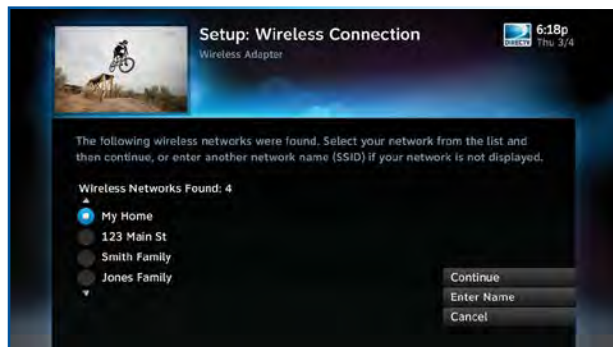 Setup: Wireless Connection
Wireless Adapter
DIRECTV
6:18p
Thu 3/4
The following wireless networks were found. Select your network from the list and
then continue, or enter another network name (SSID) if your network is not displayed.
Wireless Networks Found: 4
My Home
123 Main St
Smith Family
Jones Family
Continue
Enter Name
Cancel